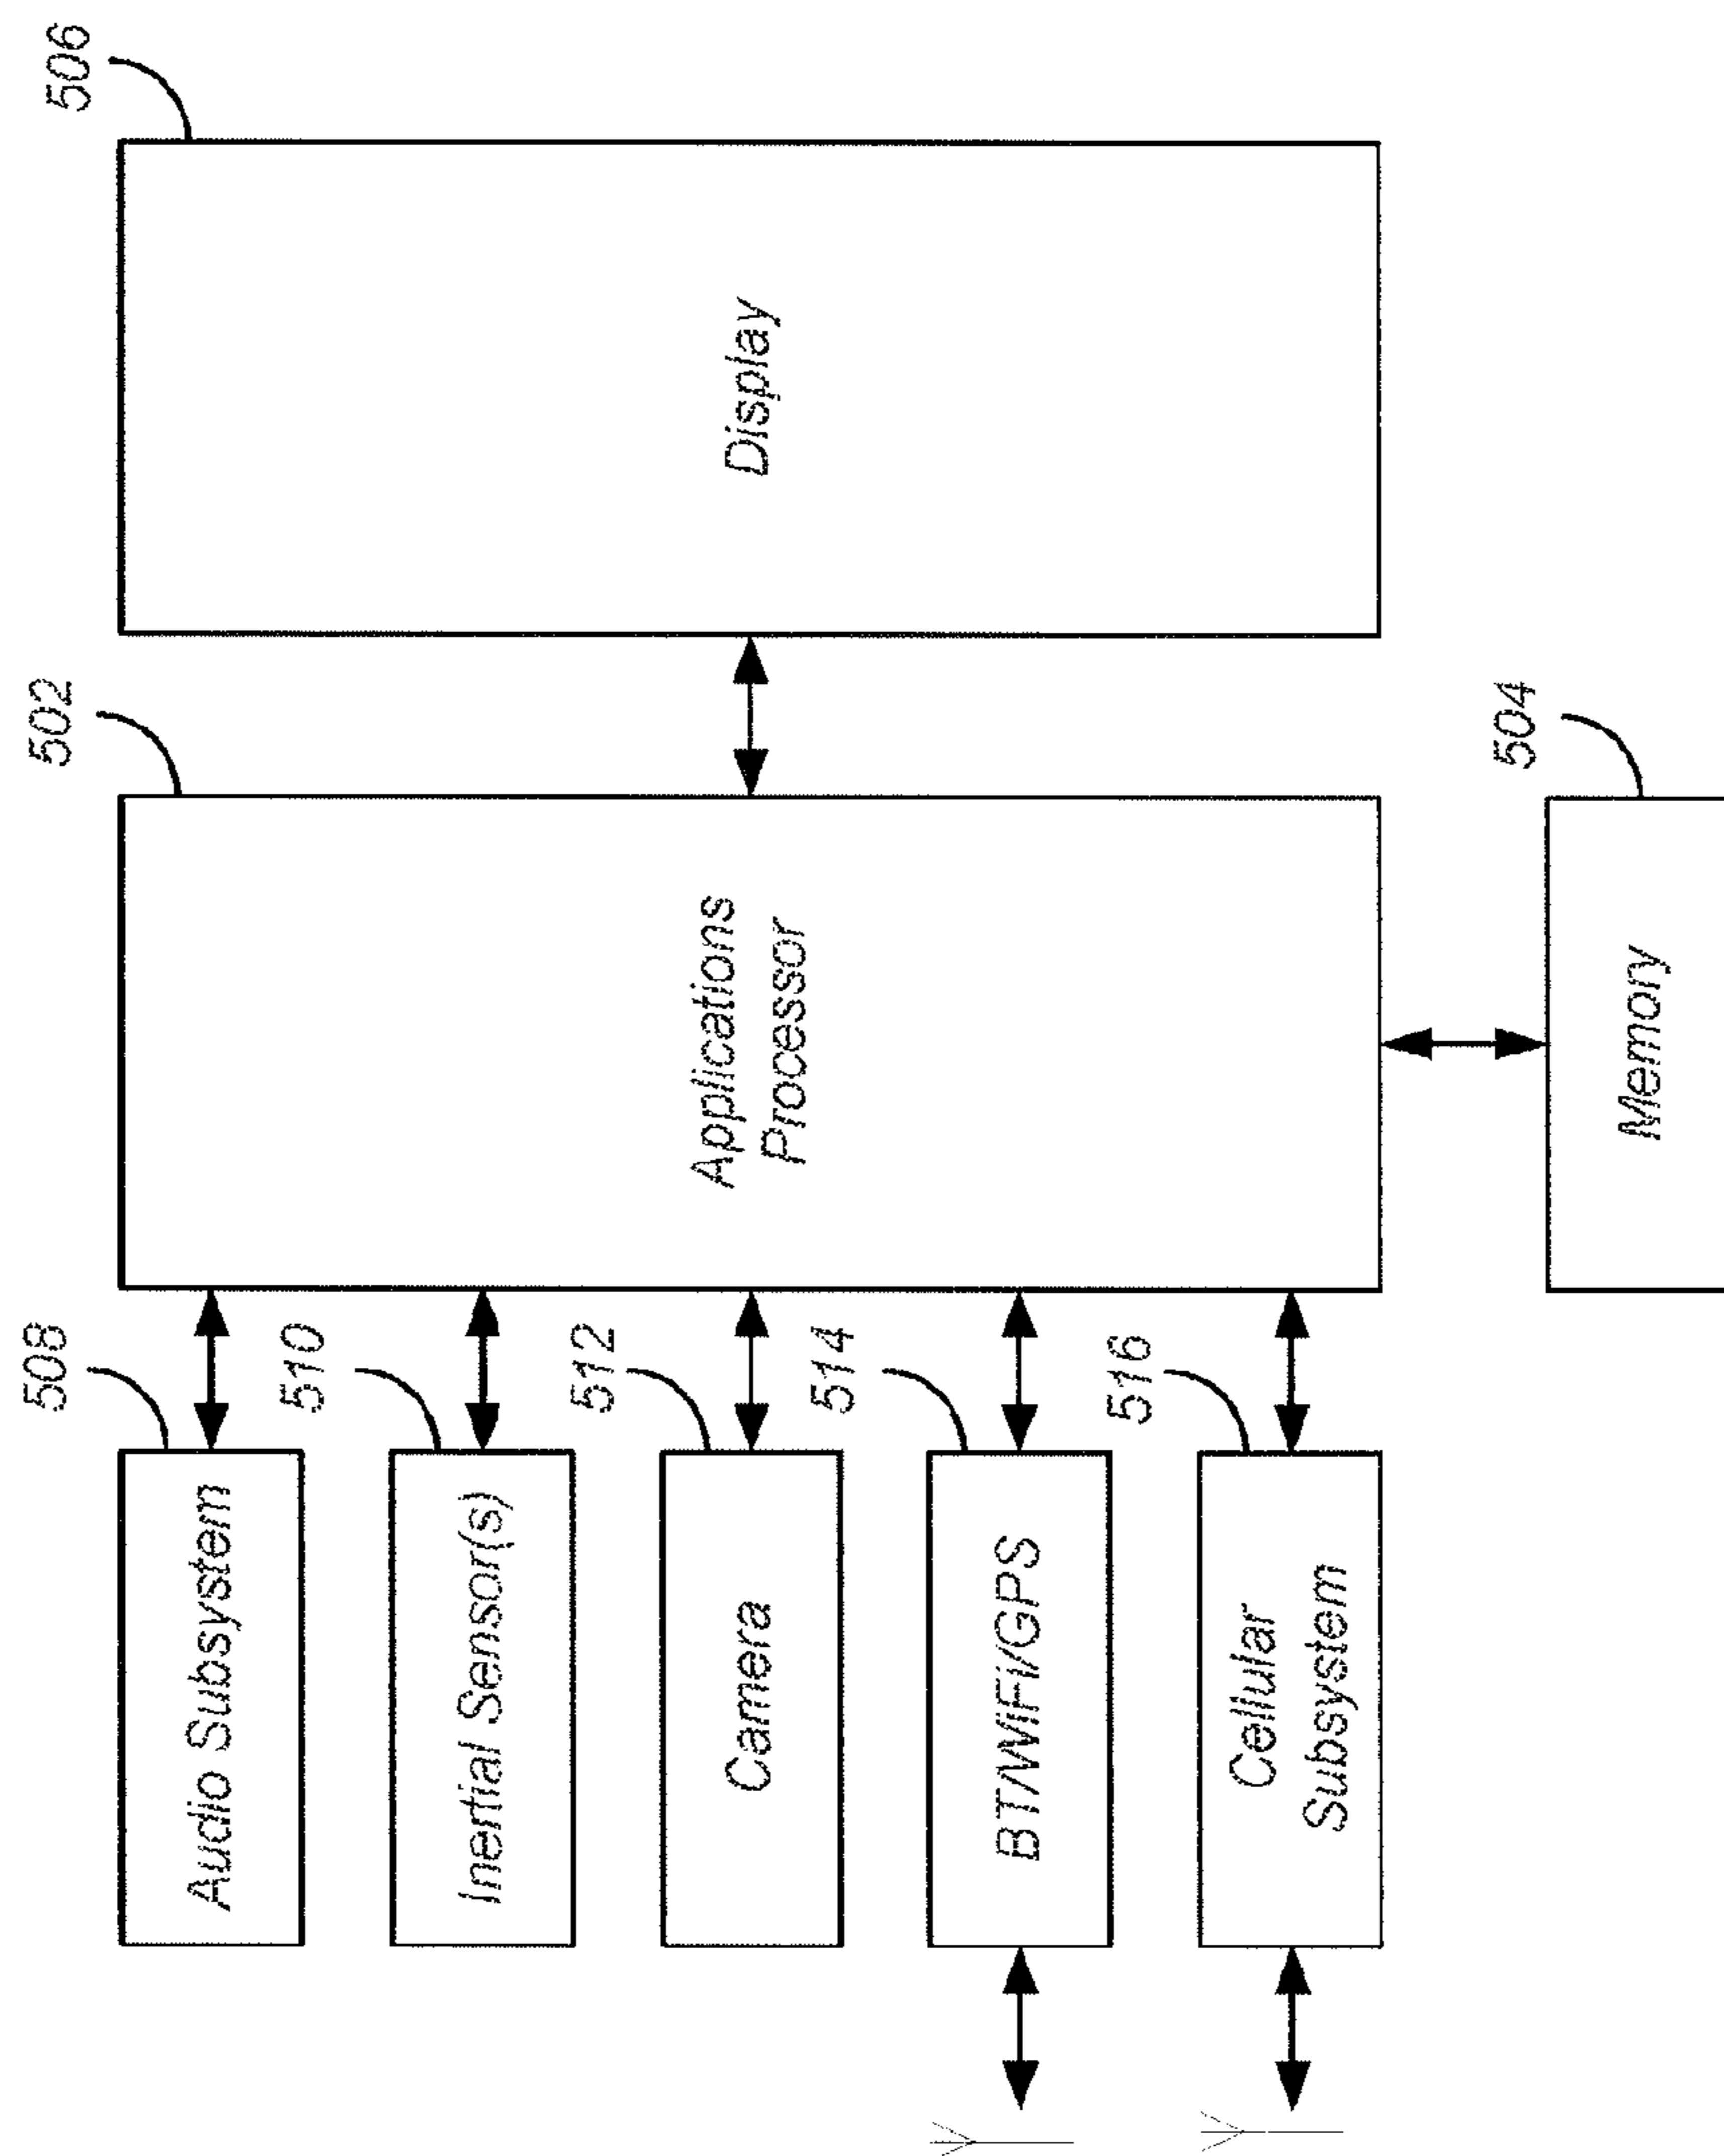 506
Display
502
504
Applications
Processor
Memory
508
510
512
514
516
Audio Subsystem
Inertial Sensor(s)
Camera
BT/WiFi/GPS
Cellular
Subsystem